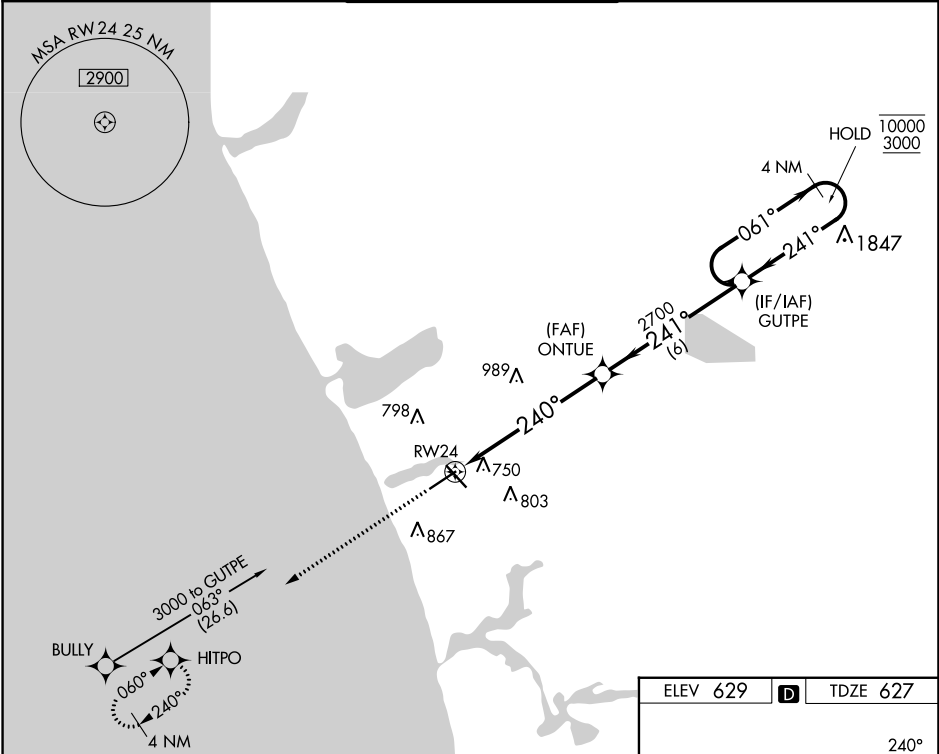 MSA RW24 25 NM
2900
HOLD
10000
3000
4 NM
061°
241°
1847
(IF/IAF)
GUTPE
2700
241°
(6)
(FAF)
ONTUE
989
240°
798
RW24
750
803
867
3000 to GUTPE
063°
(26.6)
BULLY
HITPO
060°
240°
4 NM
ELEV 629 D TDZE 627
240°